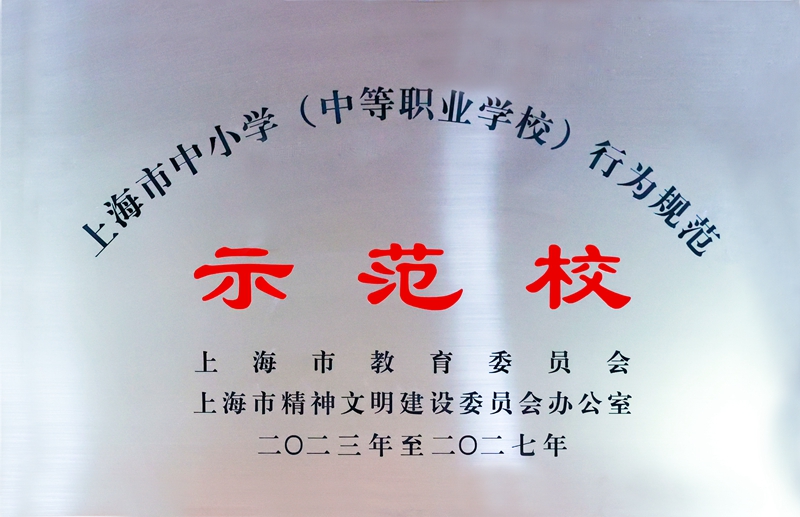 上海市中小学（中等职业学校）行为规范
示范校
上海市教育委员会
上海市精神文明建设委员会办公室
二〇二三年至二〇二七年